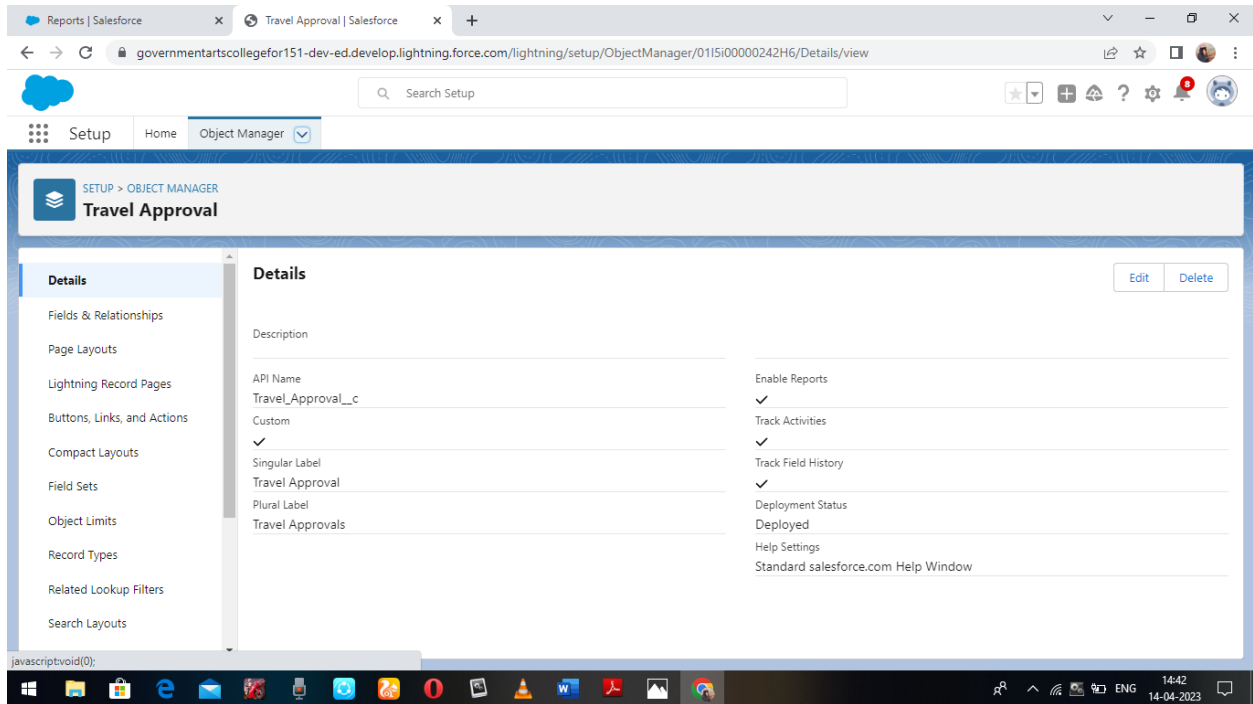 Reports | Salesforce
Travel Approval | Salesforce
governmentartscollegefor151-dev-ed.develop.lightning.force.com/lightning/setup/ObjectManager/01I5i00000242H6/Details/view
Search Setup
8
Setup
Home
Object Manager
SETUP > OBJECT MANAGER
Travel Approval
Details
Fields & Relationships
Page Layouts
Lightning Record Pages
Buttons, Links, and Actions
Compact Layouts
Field Sets
Object Limits
Record Types
Related Lookup Filters
Search Layouts
Details
Edit
Delete
Description
API Name
Travel_Approval__c
Custom
Singular Label
Travel Approval
Plural Label
Travel Approvals
Enable Reports
Track Activities
Track Field History
Deployment Status
Deployed
Help Settings
Standard salesforce.com Help Window
javascript:void(0);
ENG
14:42
14-04-2023